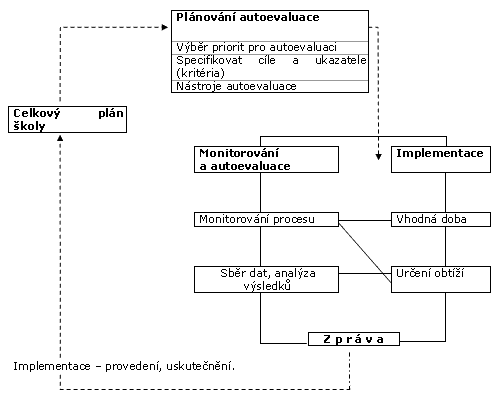 Plánování autoevaluace
Výběr priorit pro autoevaluaci
Specifikovat cíle a ukazatele
(kritéria)
Nástroje autoevaluace
Celkový plán
školy
Monitorování
a autoevaluace
Implementace
Monitorování procesu
Vhodná doba
Sběr dat, analýza
výsledků
Určení obtíží
Zpráva
Implementace – provedení, uskutečnění.